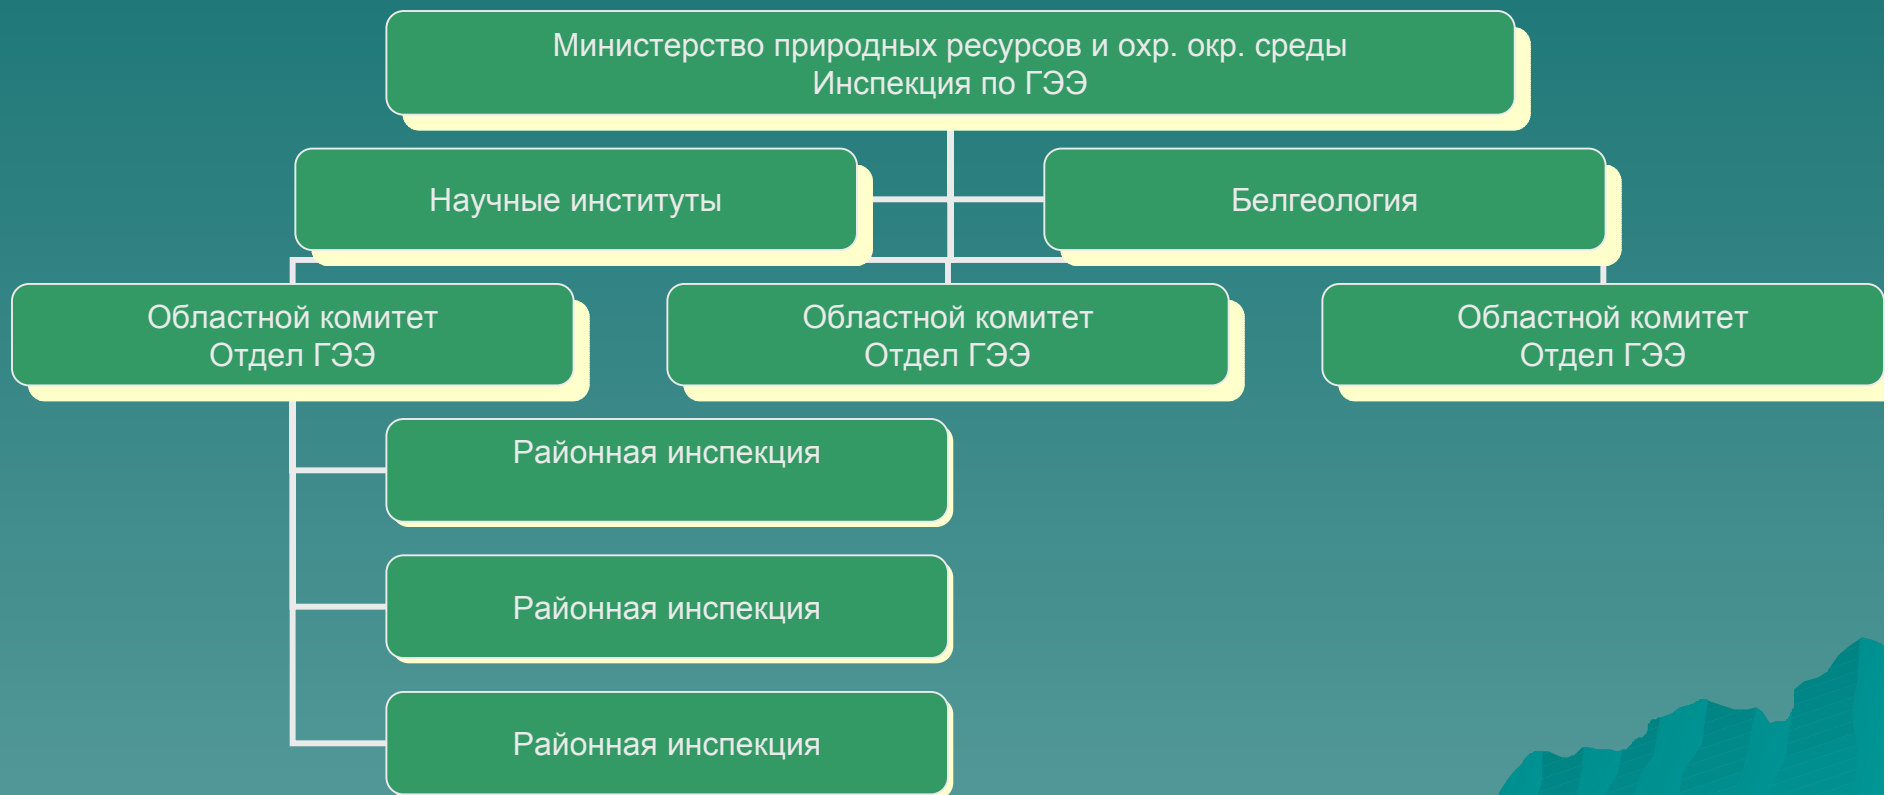 Министерство природных ресурсов и охр. окр. среды
Инспекция по ГЭЭ
Научные институты
Белгеология
Областной комитет
Отдел ГЭЭ
Областной комитет
Отдел ГЭЭ
Областной комитет
Отдел ГЭЭ
Районная инспекция
Районная инспекция
Районная инспекция